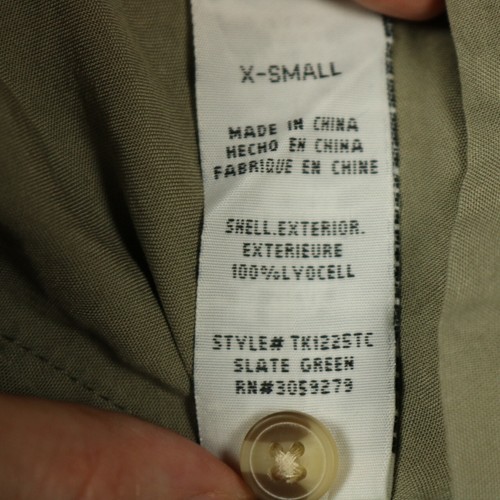 X-SMALL
MADE IN CHINA
HECHO EN CHINA
FABRIQUE EN CHINE
SHELL.EXTERIOR.
EXTERIEURE
100%LYOCELL
STYLE# TK1225TC
SLATE GREEN
RN#3059279